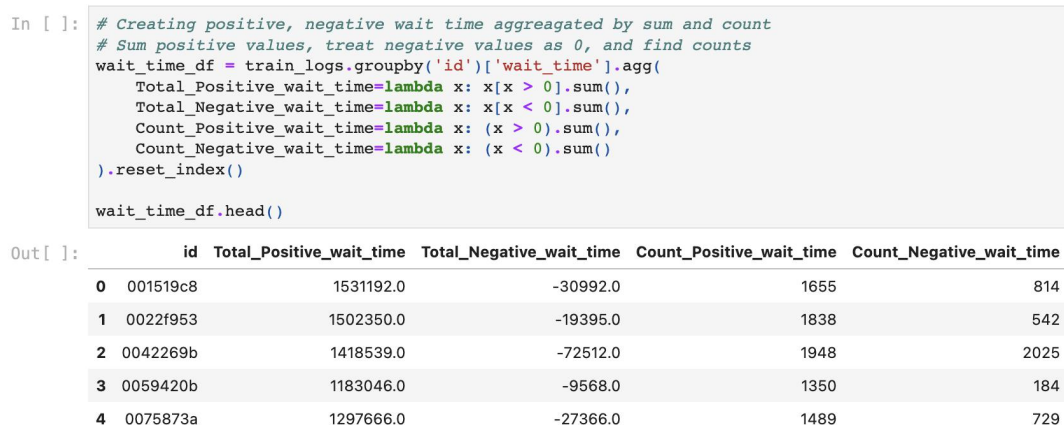 In [ ]: # Creating positive, negative wait time aggreagated by sum and count
# Sum positive values, treat negative values as 0, and find counts
wait_time_df = train_logs.groupby('id')['wait_time'].agg(
    Total_Positive_wait_time=lambda x: x[x > 0].sum(),
    Total_Negative_wait_time=lambda x: x[x < 0].sum(),
    Count_Positive_wait_time=lambda x: (x > 0).sum(),
    Count_Negative_wait_time=lambda x: (x < 0).sum()
).reset_index()
wait_time_df.head()
Out[ ]: id Total_Positive_wait_time Total_Negative_wait_time Count_Positive_wait_time Count_Negative_wait_time
0 001519c8 1531192.0 -30992.0 1655 814
1 0022f953 1502350.0 -19395.0 1838 542
2 0042269b 1418539.0 -72512.0 1948 2025
3 0059420b 1183046.0 -9568.0 1350 184
4 0075873a 1297666.0 -27366.0 1489 729